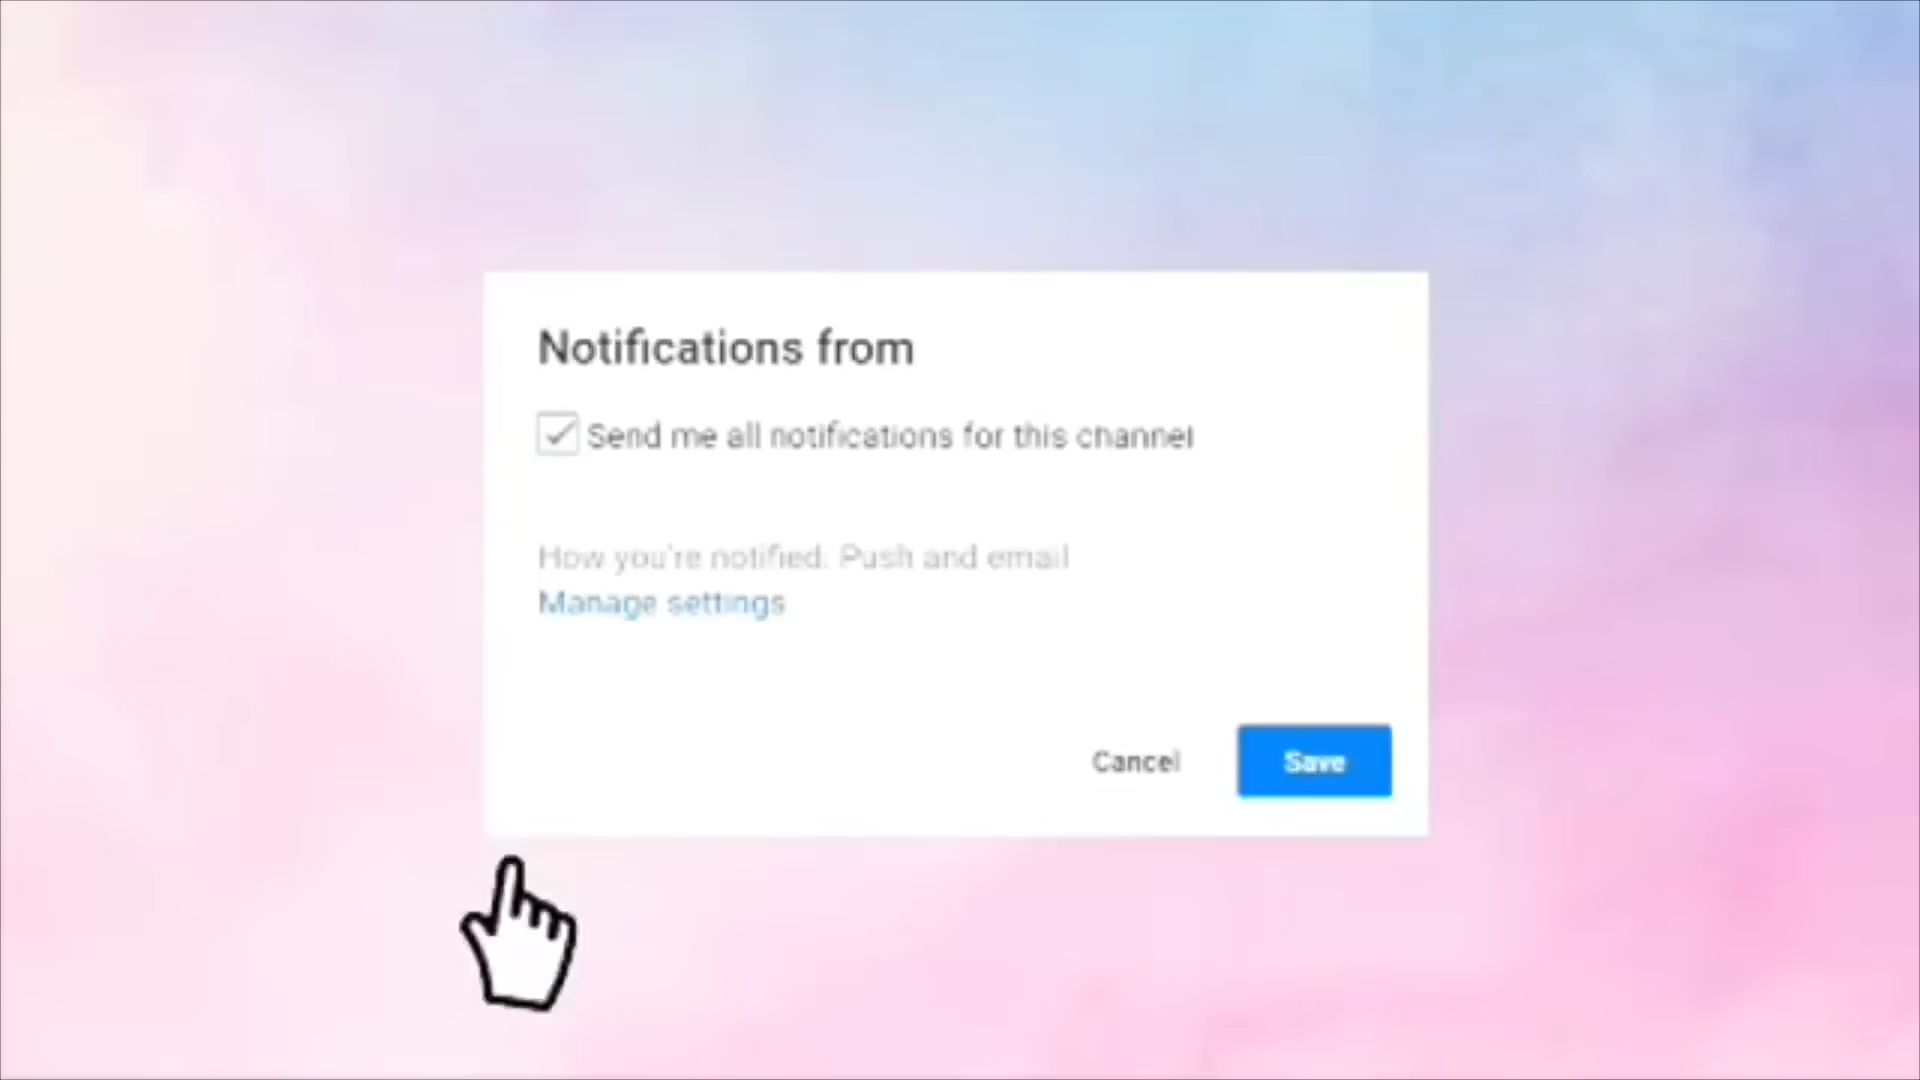 Notifications from
Send me all notifications for this channel
How you're notified: Push and email
Manage settings
Cancel
Save